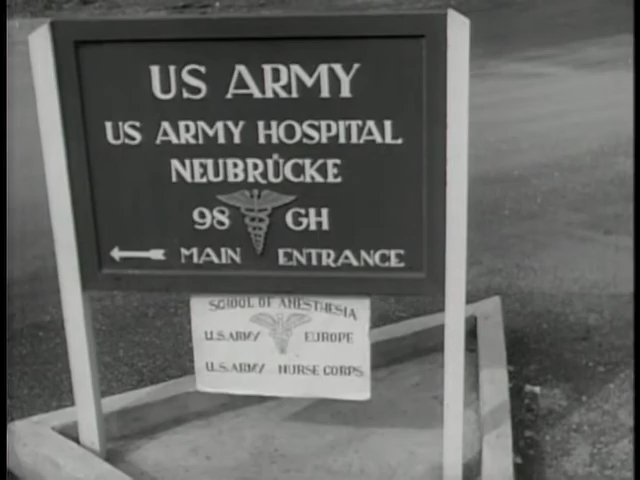 US ARMY
US ARMY HOSPITAL
NEUBRÜCKE
98 GH
MAIN ENTRANCE
SCHOOL OF ANESTHESIA
U.S. ARMY EUROPE
U.S. ARMY NURSE CORPS